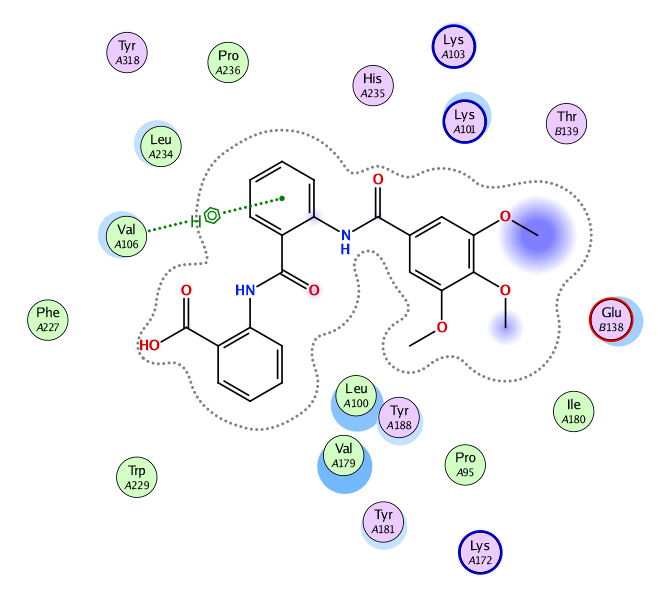 Lys
A103
Tyr
A318
Pro
A236
His
A235
Lys
A101
Thr
B139
Leu
A234
O
H
Val
A106
O
N
H
HN
O
O
O
HO
O
Phe
A227
Glu
B138
Leu
A100
Tyr
A188
Ile
A180
Val
A179
Pro
A95
Trp
A229
Tyr
A181
Lys
A172